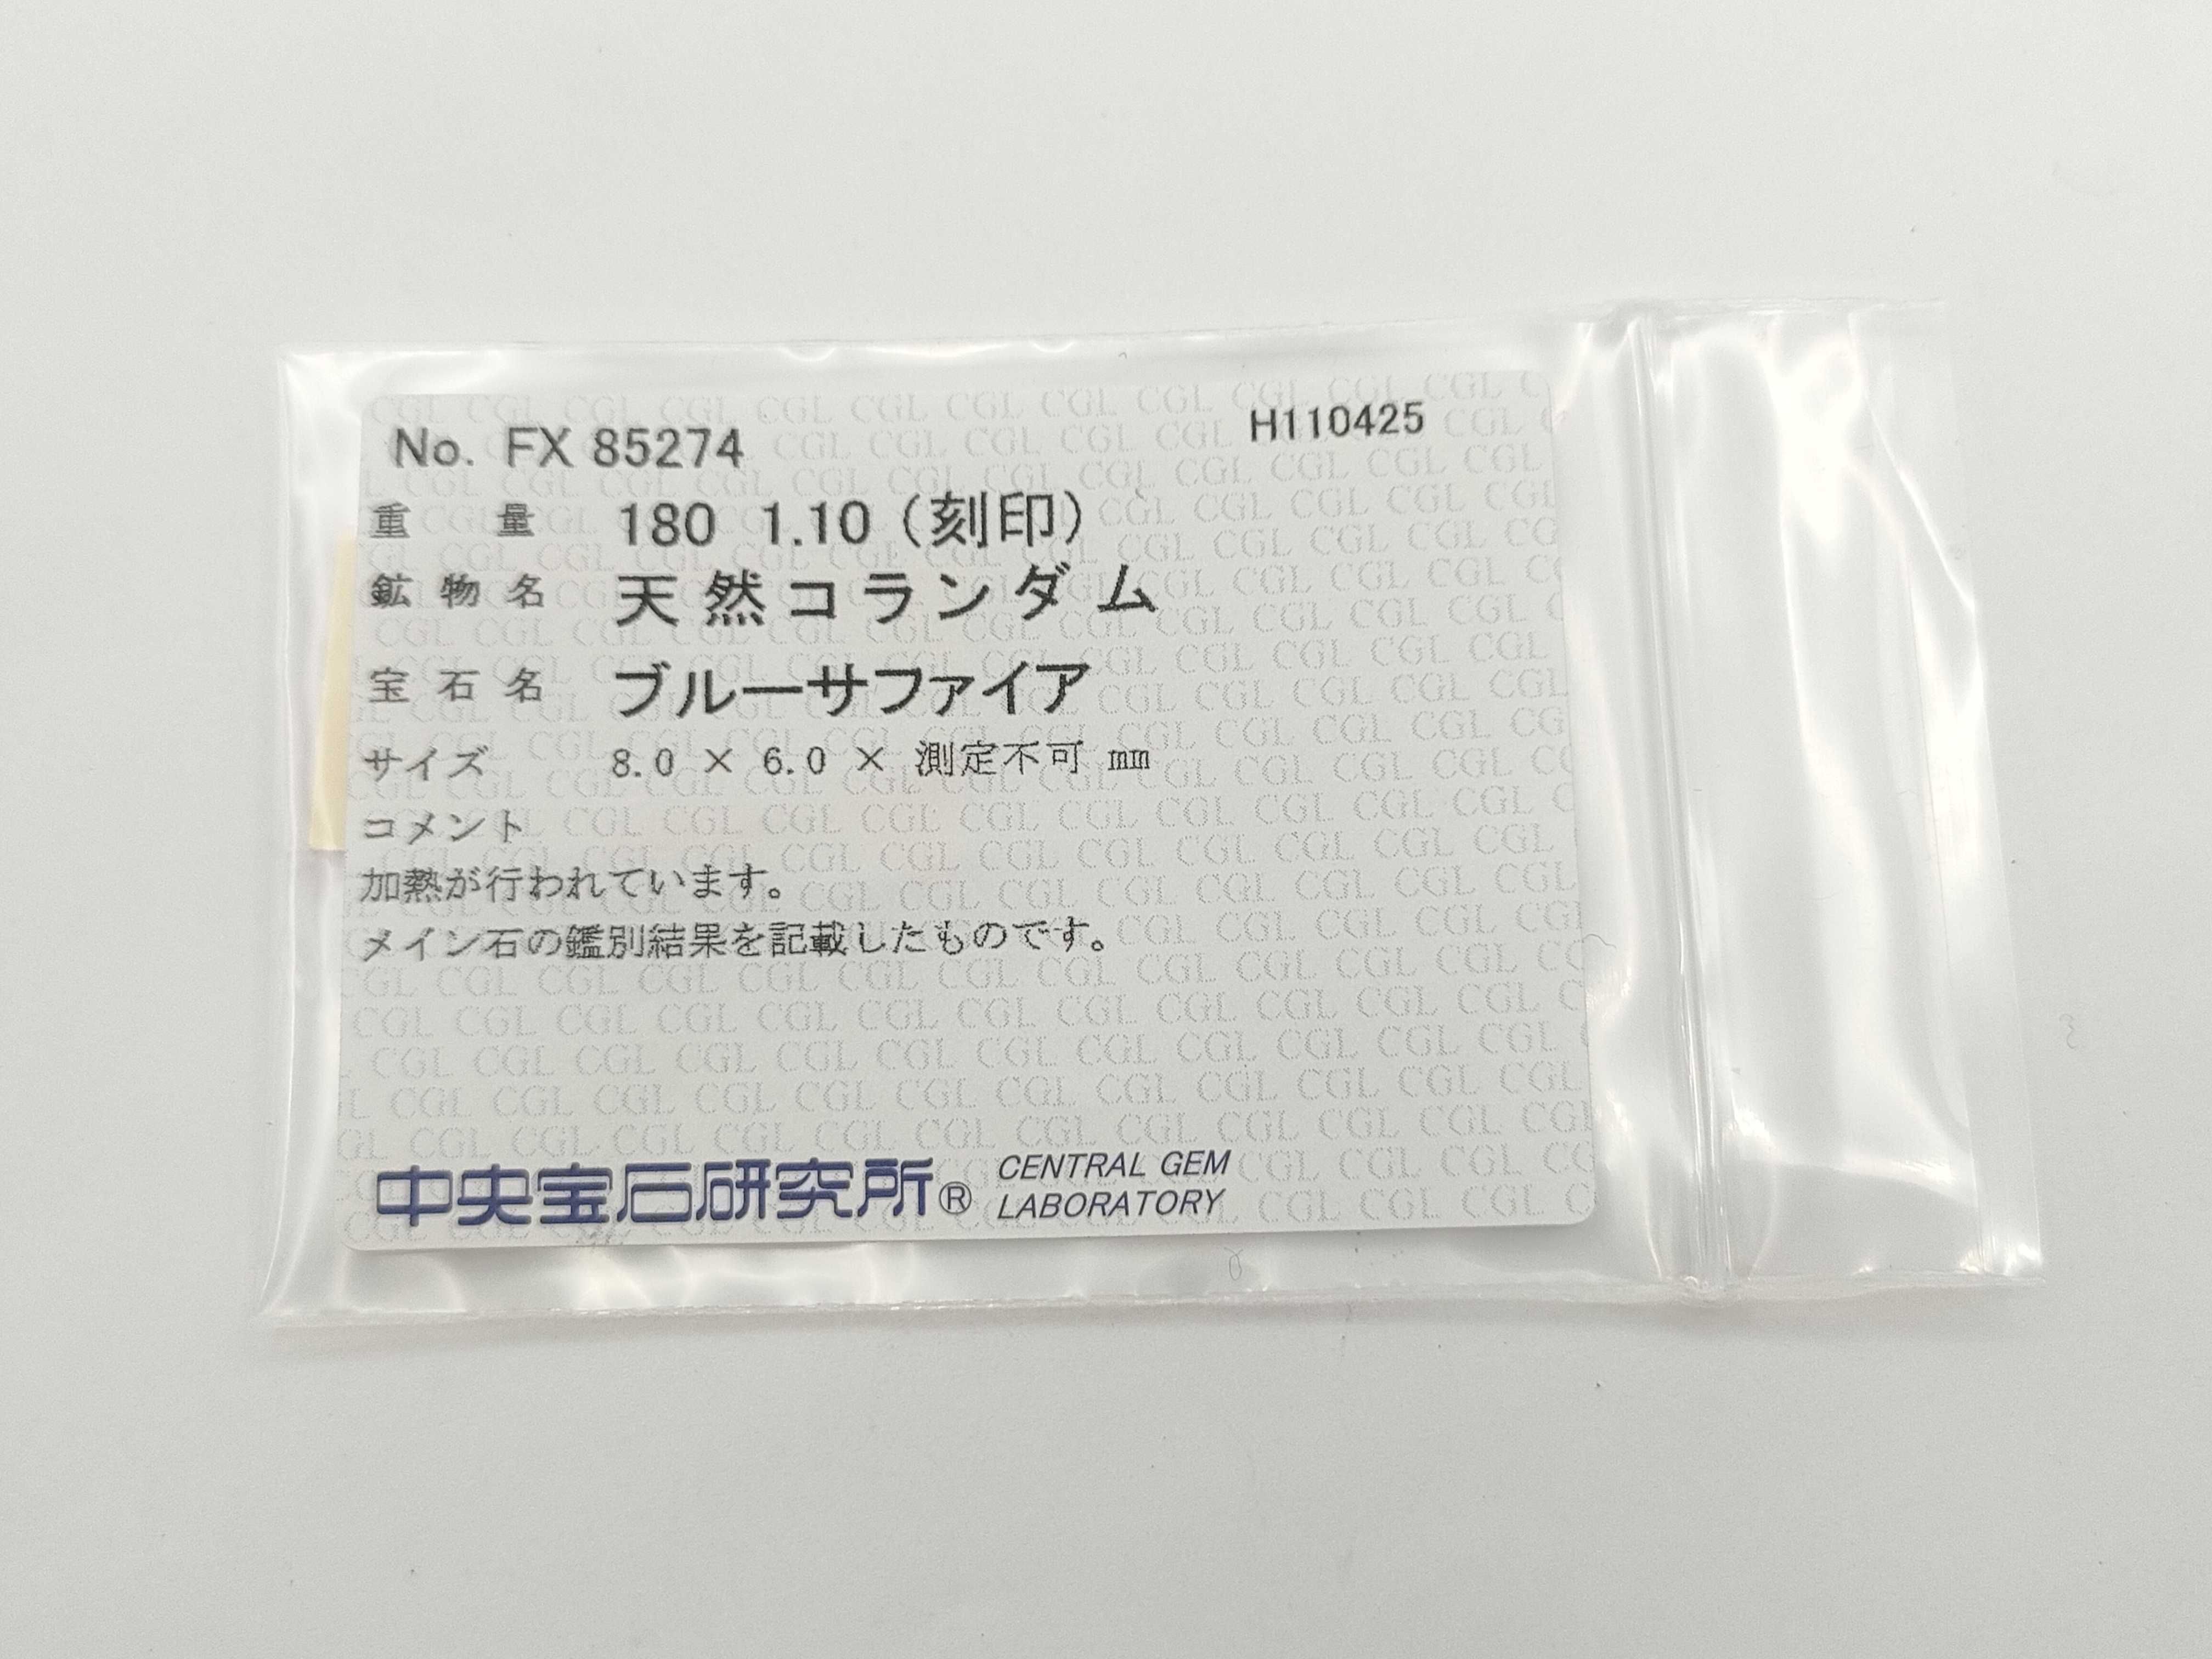 No. FX 85274 H110425
重量 180 1.10 (刻印)
鉱物名 天然コランダム
宝石名 ブルーサファイア
サイズ 8.0 × 6.0 × 測定不可 ㎜
コメント
加熱が行われています。
メイン石の鑑別結果を記載したものです。
中央宝石研究所® CENTRAL GEM
LABORATORY